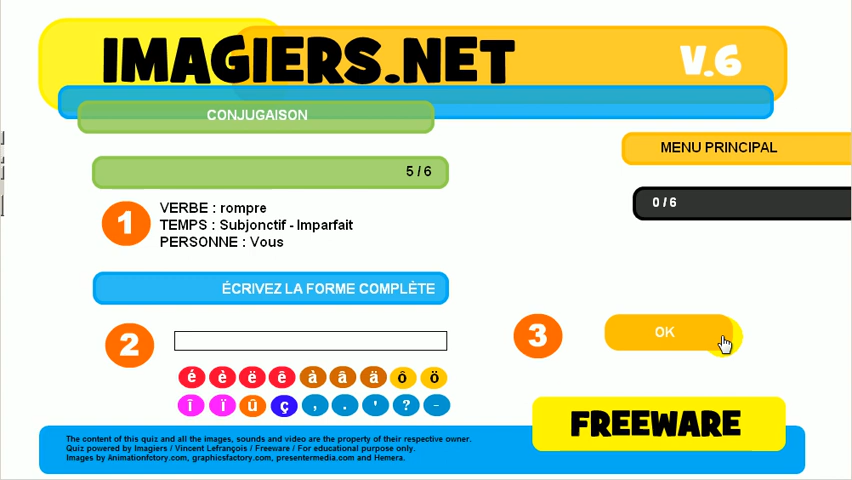 IMAGIERS.NET
V.6
CONJUGAISON
MENU PRINCIPAL
5 / 6
0 / 6
1
VERBE : rompre
TEMPS : Subjonctif - Imparfait
PERSONNE : Vous
ÉCRIVEZ LA FORME COMPLÈTE
2
3
OK
é è ë ê à â ä ô ö
î ï û ç , . ' ? -
FREEWARE
The content of this quiz and all the images, sounds and video are the property of their respective owner.
Quiz powered by Imagiers / Vincent Lefrançois / Freeware / For educational purpose only.
Images by Animationfctory.com, graphicsfactory.com, presentermedia.com and Hemera.